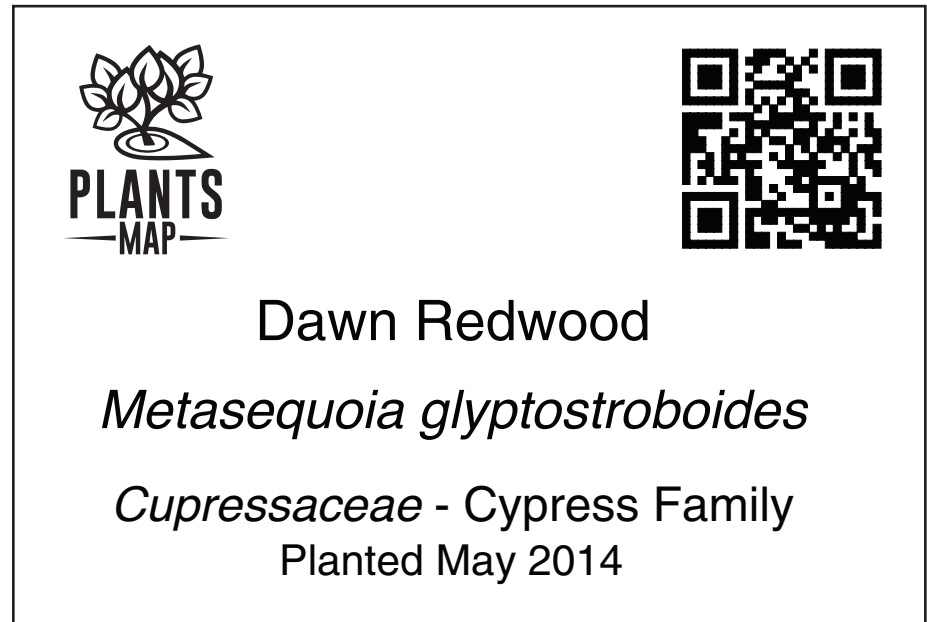 PLANTS
MAP
Dawn Redwood
Metasequoia glyptostroboides
Cupressaceae - Cypress Family
Planted May 2014